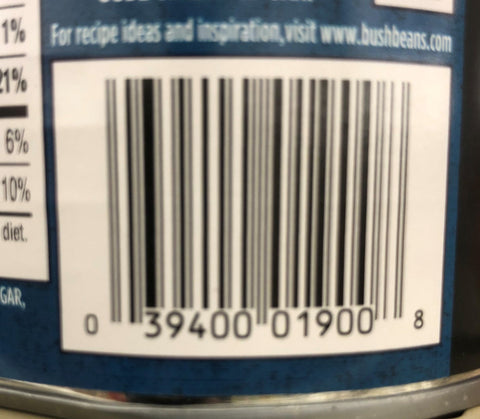 For recipe ideas and inspiration, visit www.bushbeans.com
1%
21%
6%
10%
diet.
GAR,
0 39400 01900 8